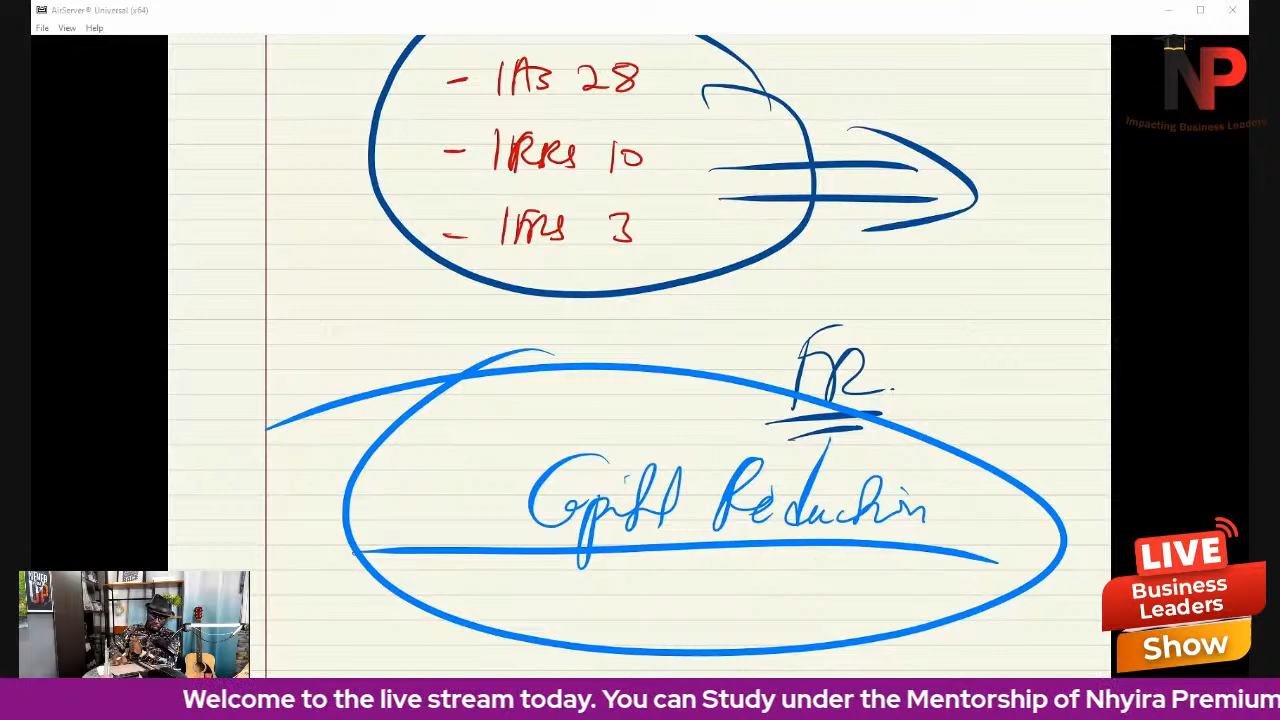 AirServer® Universal (x64)
File View Help
NP
Impacting Business Leaders
- IAS 28
- IFRS 10
- IFRS 3
FR.
Capital Reduction
LIVE
Business
Leaders
Show
Welcome to the live stream today. You can Study under the Mentorship of Nhyira Premium